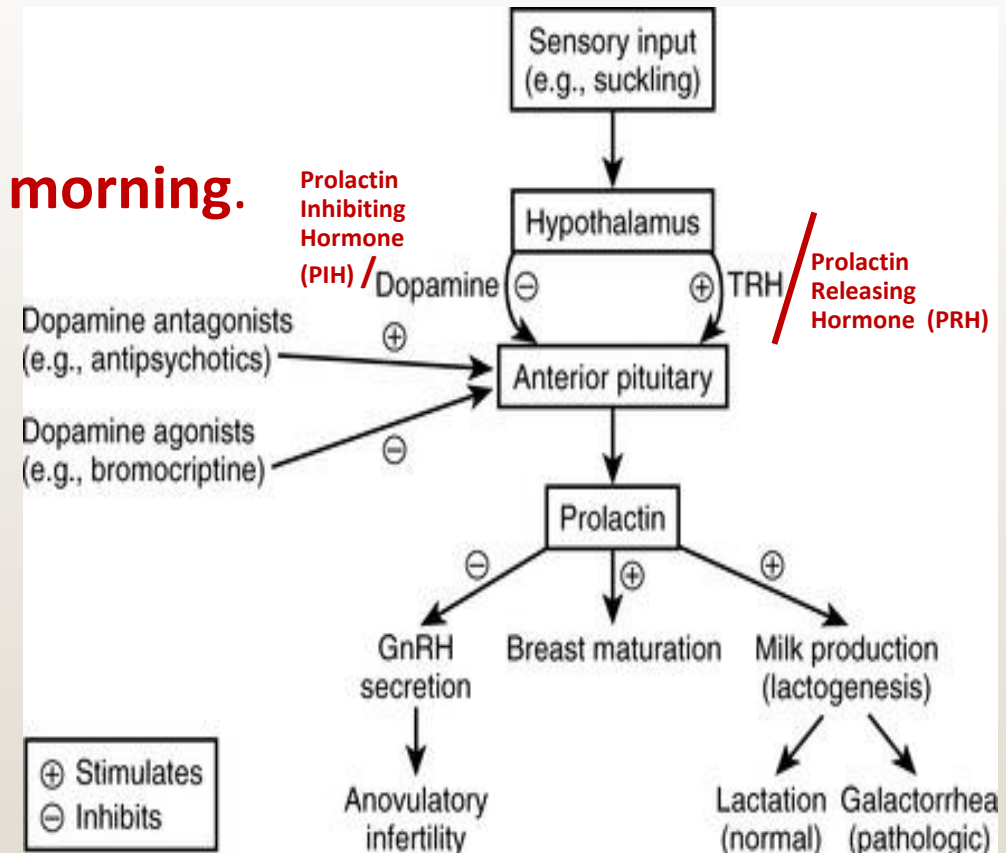 Sensory input
(e.g., suckling)
morning.
Prolactin
Inhibiting
Hormone
(PIH) /
Hypothalamus
Dopamine
⊖
⊕
TRH
/
Prolactin
Releasing
Hormone (PRH)
Dopamine antagonists
(e.g., antipsychotics)
⊕
Anterior pituitary
Dopamine agonists
(e.g., bromocriptine)
⊖
Prolactin
⊖
⊕
⊕
GnRH
secretion
Breast maturation
Milk production
(lactogenesis)
⊕ Stimulates
⊖ Inhibits
Anovulatory
infertility
Lactation
(normal)
Galactorrhea
(pathologic)